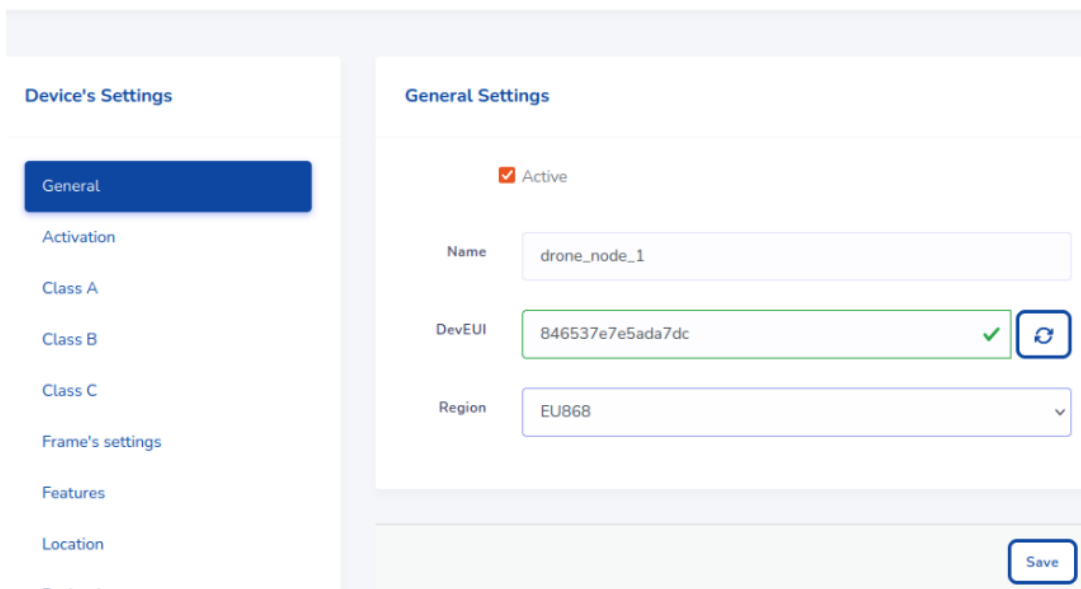 Device's Settings
General
Activation
Class A
Class B
Class C
Frame's settings
Features
Location
General Settings
Active
Name drone_node_1
DevEUI 846537e7e5ada7dc
Region EU868
Save